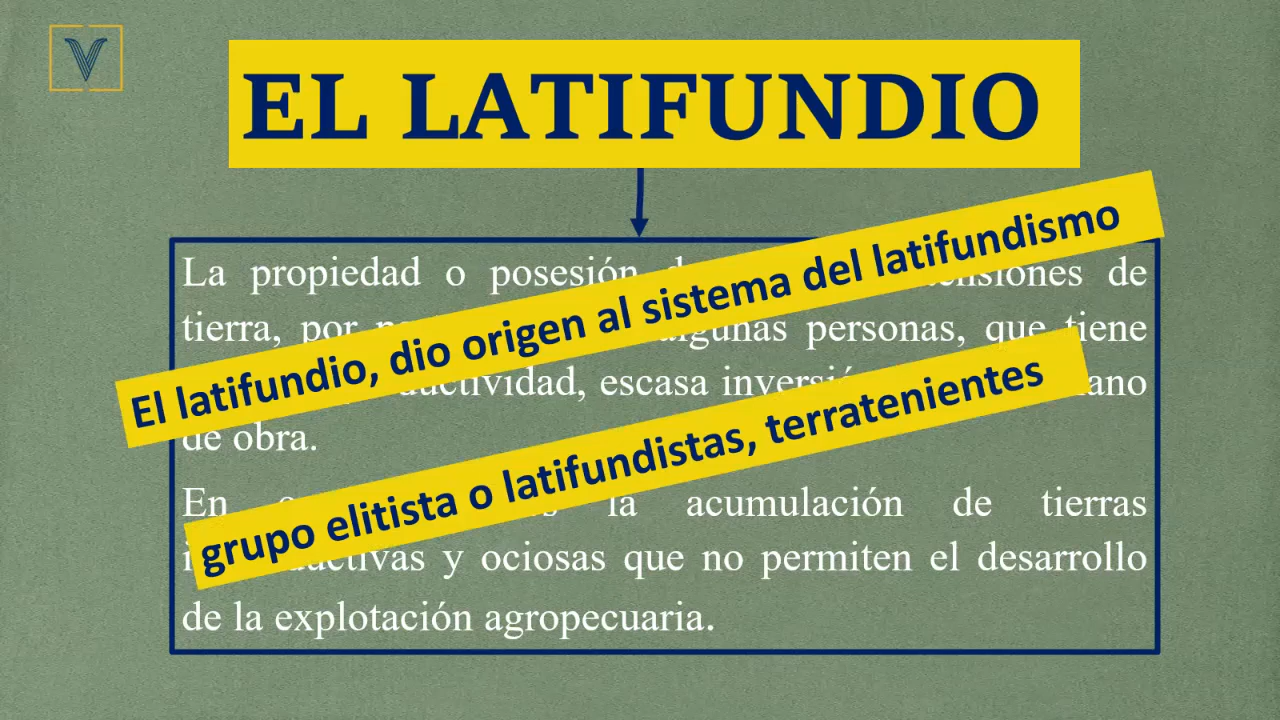 V
EL LATIFUNDIO
La propiedad o posesión de
tierra, por algunas personas, que tiene
escasa mano
de obra.
En la acumulación de tierras
y ociosas que no permiten el desarrollo
de la explotación agropecuaria.
El latifundio, dio origen al sistema del latifundismo
grupo elitista o latifundistas, terratenientes